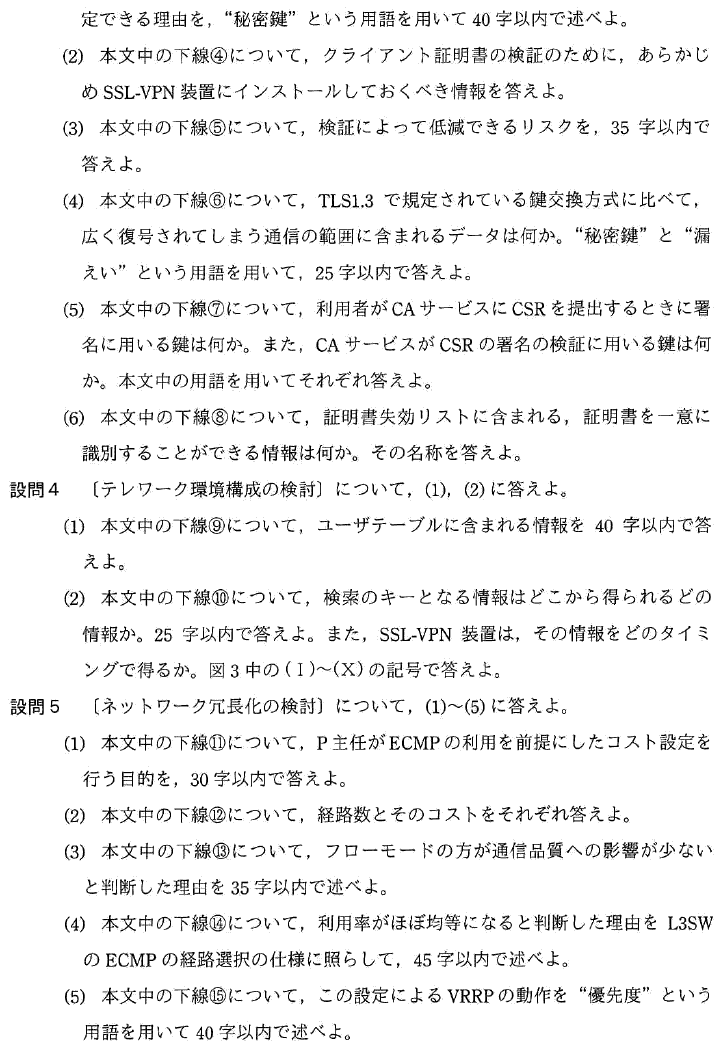 定できる理由を，“秘密鍵”という用語を用いて 40 字以内で述べよ。
(2) 本文中の下線④について，クライアント証明書の検証のために，あらかじ
め SSL-VPN 装置にインストールしておくべき情報を答えよ。
(3) 本文中の下線⑤について，検証によって低減できるリスクを，35 字以内で
答えよ。
(4) 本文中の下線⑥について，TLS1.3 で規定されている鍵交換方式に比べて，
広く復号されてしまう通信の範囲に含まれるデータは何か。“秘密鍵”と“漏
えい”という用語を用いて，25 字以内で答えよ。
(5) 本文中の下線⑦について，利用者が CA サービスに CSR を提出するときに署
名に用いる鍵は何か。また，CA サービスが CSR の署名の検証に用いる鍵は何
か。本文中の用語を用いてそれぞれ答えよ。
(6) 本文中の下線⑧について，証明書失効リストに含まれる，証明書を一意に
識別することができる情報は何か。その名称を答えよ。
設問４ 〔テレワーク環境構成の検討〕について，(1)，(2) に答えよ。
(1) 本文中の下線⑨について，ユーザテーブルに含まれる情報を 40 字以内で答
えよ。
(2) 本文中の下線⑩について，検索のキーとなる情報はどこから得られるどの
情報か。25 字以内で答えよ。また，SSL-VPN 装置は，その情報をどのタイミ
ングで得るか。図 3 中の (Ⅰ)～(Ⅹ) の記号で答えよ。
設問５ 〔ネットワーク冗長化の検討〕について，(1)～(5) に答えよ。
(1) 本文中の下線⑪について，P 主任が ECMP の利用を前提にしたコスト設定を
行う目的を，30 字以内で答えよ。
(2) 本文中の下線⑫について，経路数とそのコストをそれぞれ答えよ。
(3) 本文中の下線⑬について，フローモードの方が通信品質への影響が少ない
と判断した理由を 35 字以内で述べよ。
(4) 本文中の下線⑭について，利用率がほぼ均等になると判断した理由を L3SW
の ECMP の経路選択の仕様に照らして，45 字以内で述べよ。
(5) 本文中の下線⑮について，この設定による VRRP の動作を“優先度”という
用語を用いて 40 字以内で述べよ。